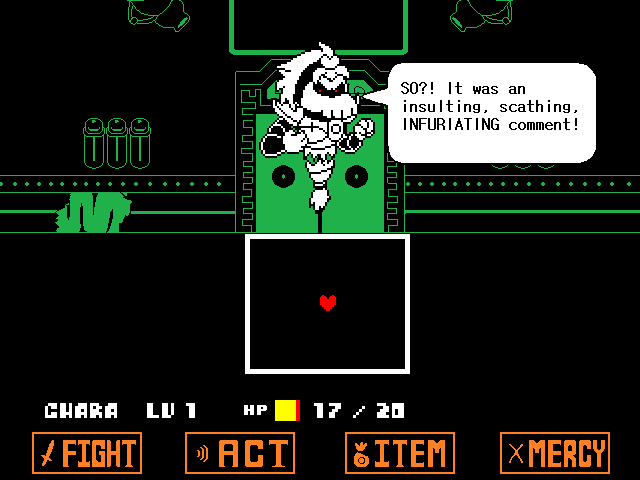 SO?! It was an
insulting, scathing,
INFURIATING comment!
CHARA LV 1 HP 17 / 20
FIGHT ACT ITEM MERCY